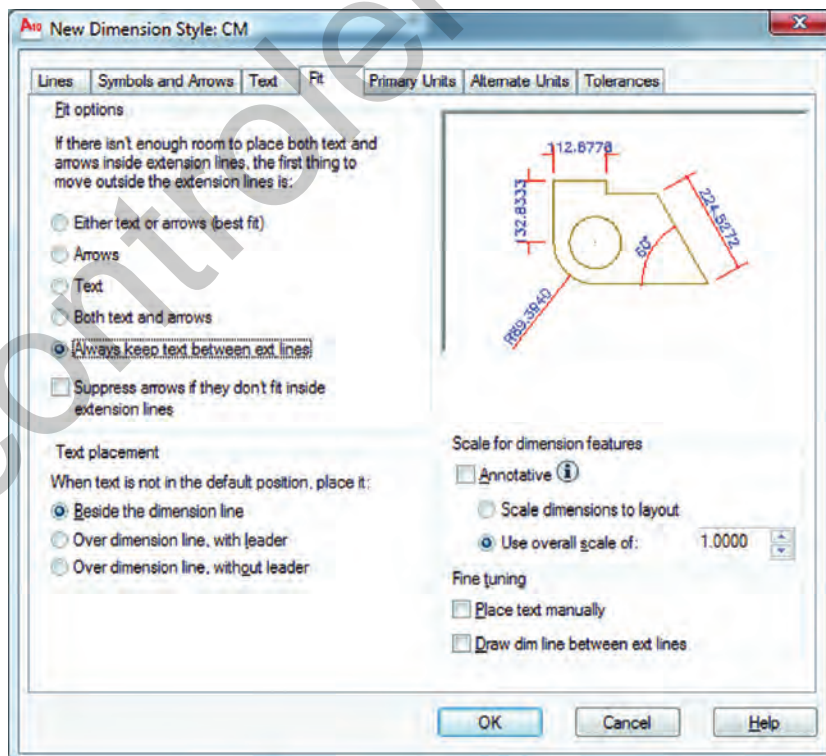 A10 New Dimension Style: CM
Lines Symbols and Arrows Text Fit Primary Units Alternate Units Tolerances
Fit options
If there isn't enough room to place both text and
arrows inside extension lines, the first thing to
move outside the extension lines is:
Either text or arrows (best fit)
Arrows
Text
Both text and arrows
Always keep text between ext lines
Suppress arrows if they don't fit inside
extension lines
Text placement
When text is not in the default position, place it:
Beside the dimension line
Over dimension line, with leader
Over dimension line, without leader
112.8778
132.8333
224.5272
60°
R89.3940
Scale for dimension features
Annotative
Scale dimensions to layout
Use overall scale of: 1.0000
Fine tuning
Place text manually
Draw dim line between ext lines
OK Cancel Help
controler